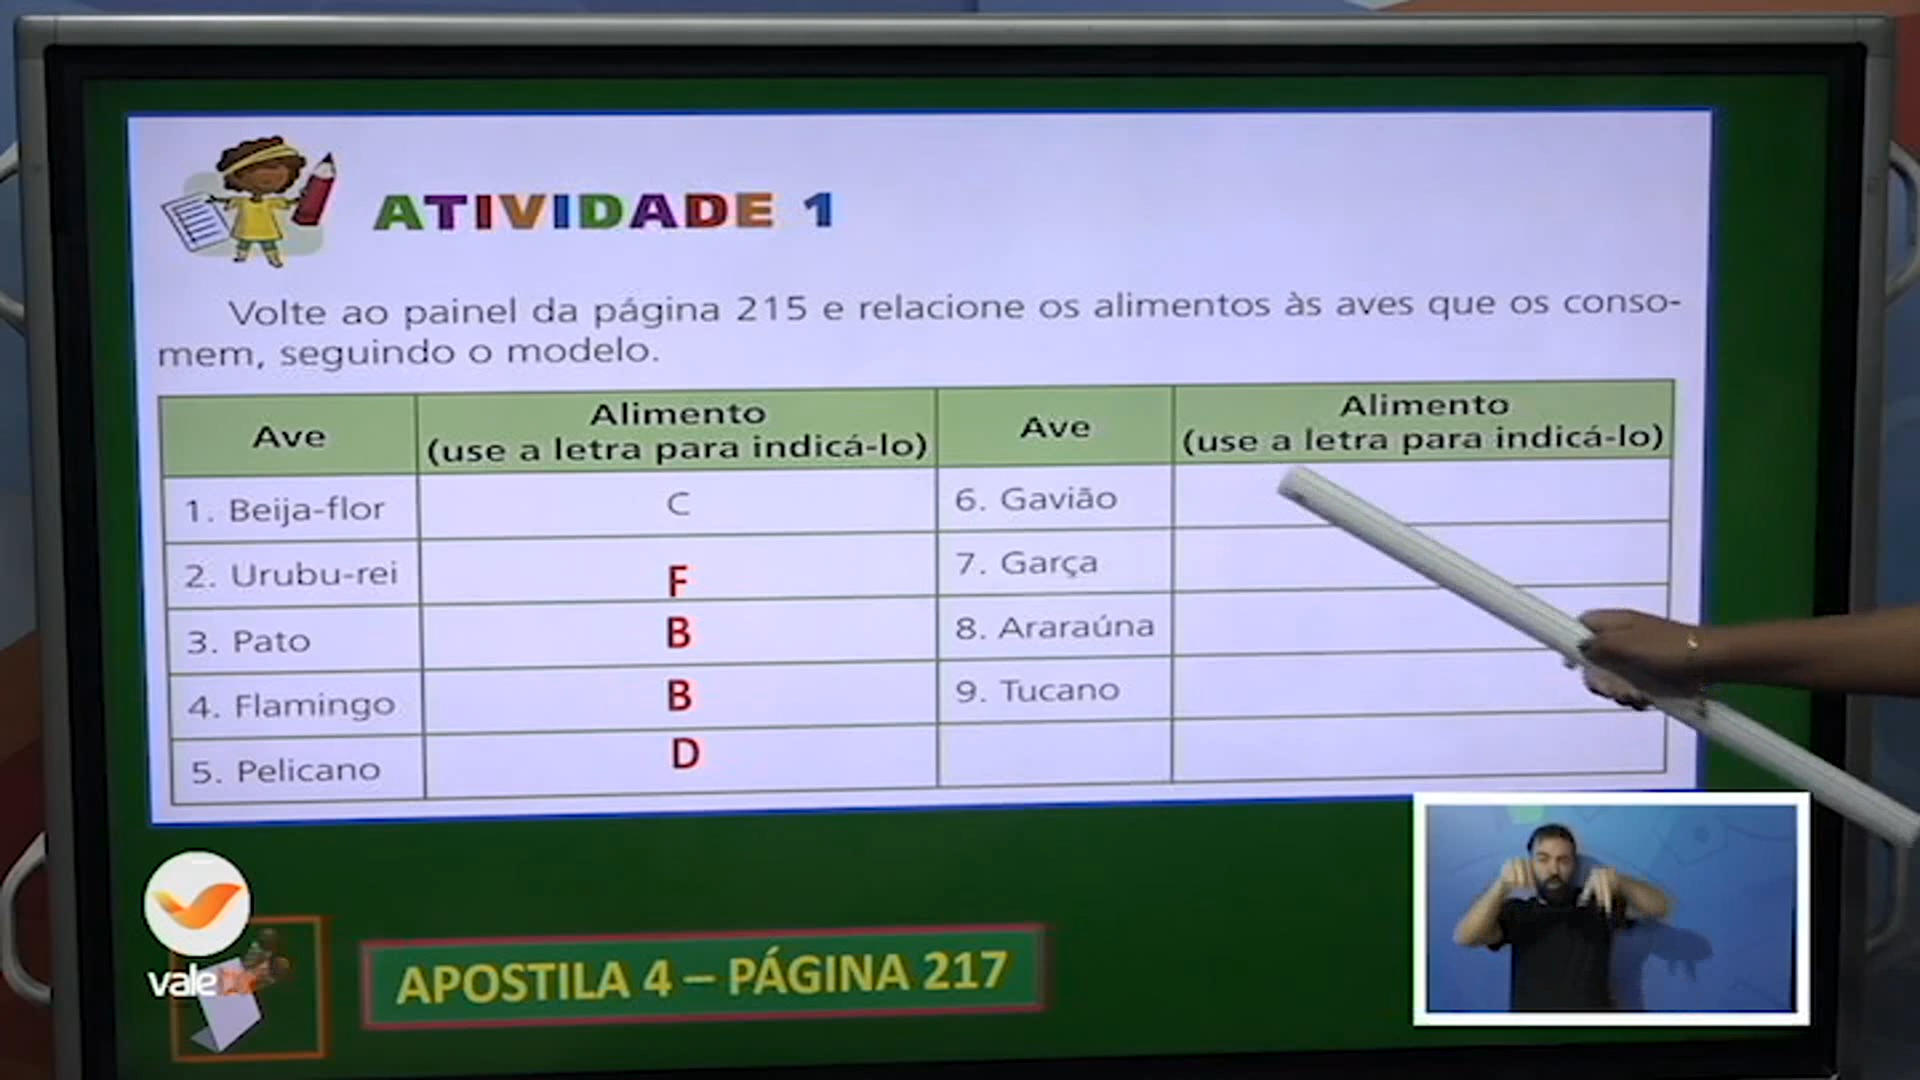 ATIVIDADE 1
Volte ao painel da página 215 e relacione os alimentos às aves que os conso-
mem, seguindo o modelo.
Ave
Alimento
(use a letra para indicá-lo)
Ave
Alimento
(use a letra para indicá-lo)
1. Beija-flor
C
6. Gavião
2. Urubu-rei
F
7. Garça
3. Pato
B
8. Araraúna
4. Flamingo
B
9. Tucano
5. Pelicano
D
vale
APOSTILA 4 – PÁGINA 217